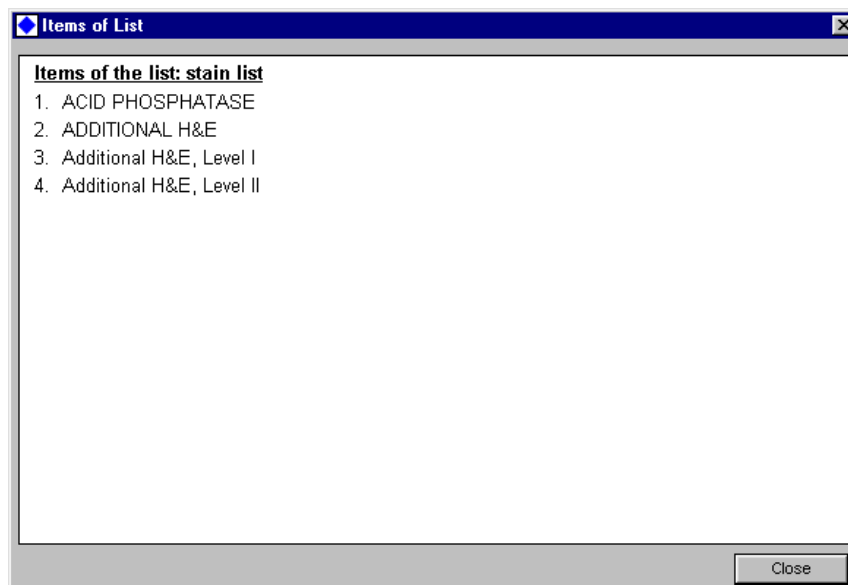 Items of List
Items of the list: stain list
1. ACID PHOSPHATASE
2. ADDITIONAL H&E
3. Additional H&E, Level I
4. Additional H&E, Level II
Close